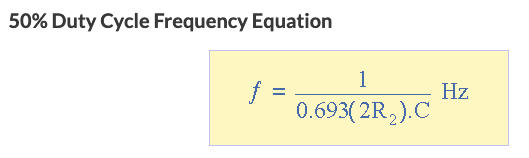 50% Duty Cycle Frequency Equation
f = 1 / 0.693(2R₂).C Hz